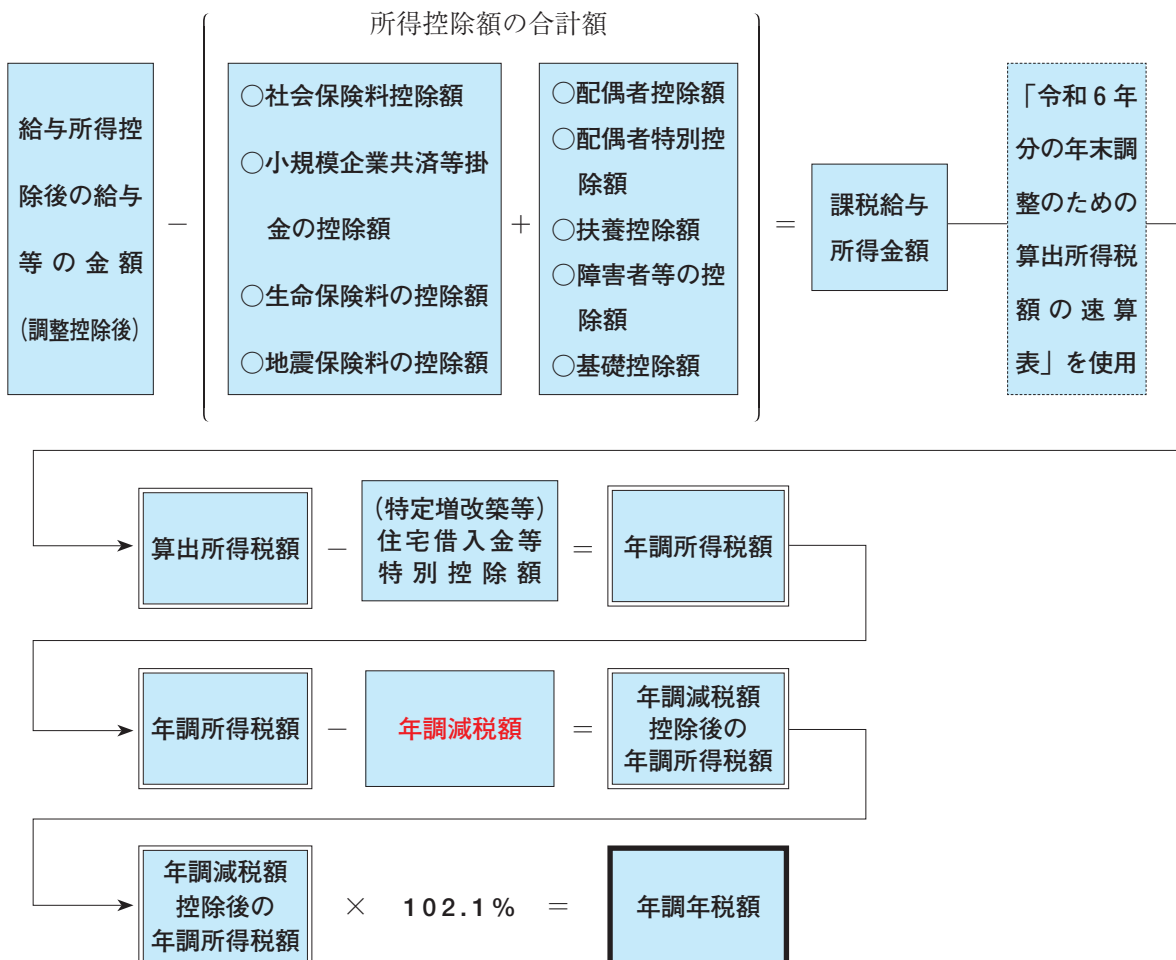 所得控除額の合計額
給与所得控
除後の給与
等の金額
(調整控除後)
−
○社会保険料控除額
○小規模企業共済等掛
金の控除額
○生命保険料の控除額
○地震保険料の控除額
+
○配偶者控除額
○配偶者特別控
除額
○扶養控除額
○障害者等の控
除額
○基礎控除額
=
課税給与
所得金額
「令和6年
分の年末調
整のための
算出所得税
額の速算
表」を使用
算出所得税額
−
(特定増改築等)
住宅借入金等
特別控除額
=
年調所得税額
年調所得税額
−
年調減税額
=
年調減税額
控除後の
年調所得税額
年調減税額
控除後の
年調所得税額
×
102.1%
=
年調年税額